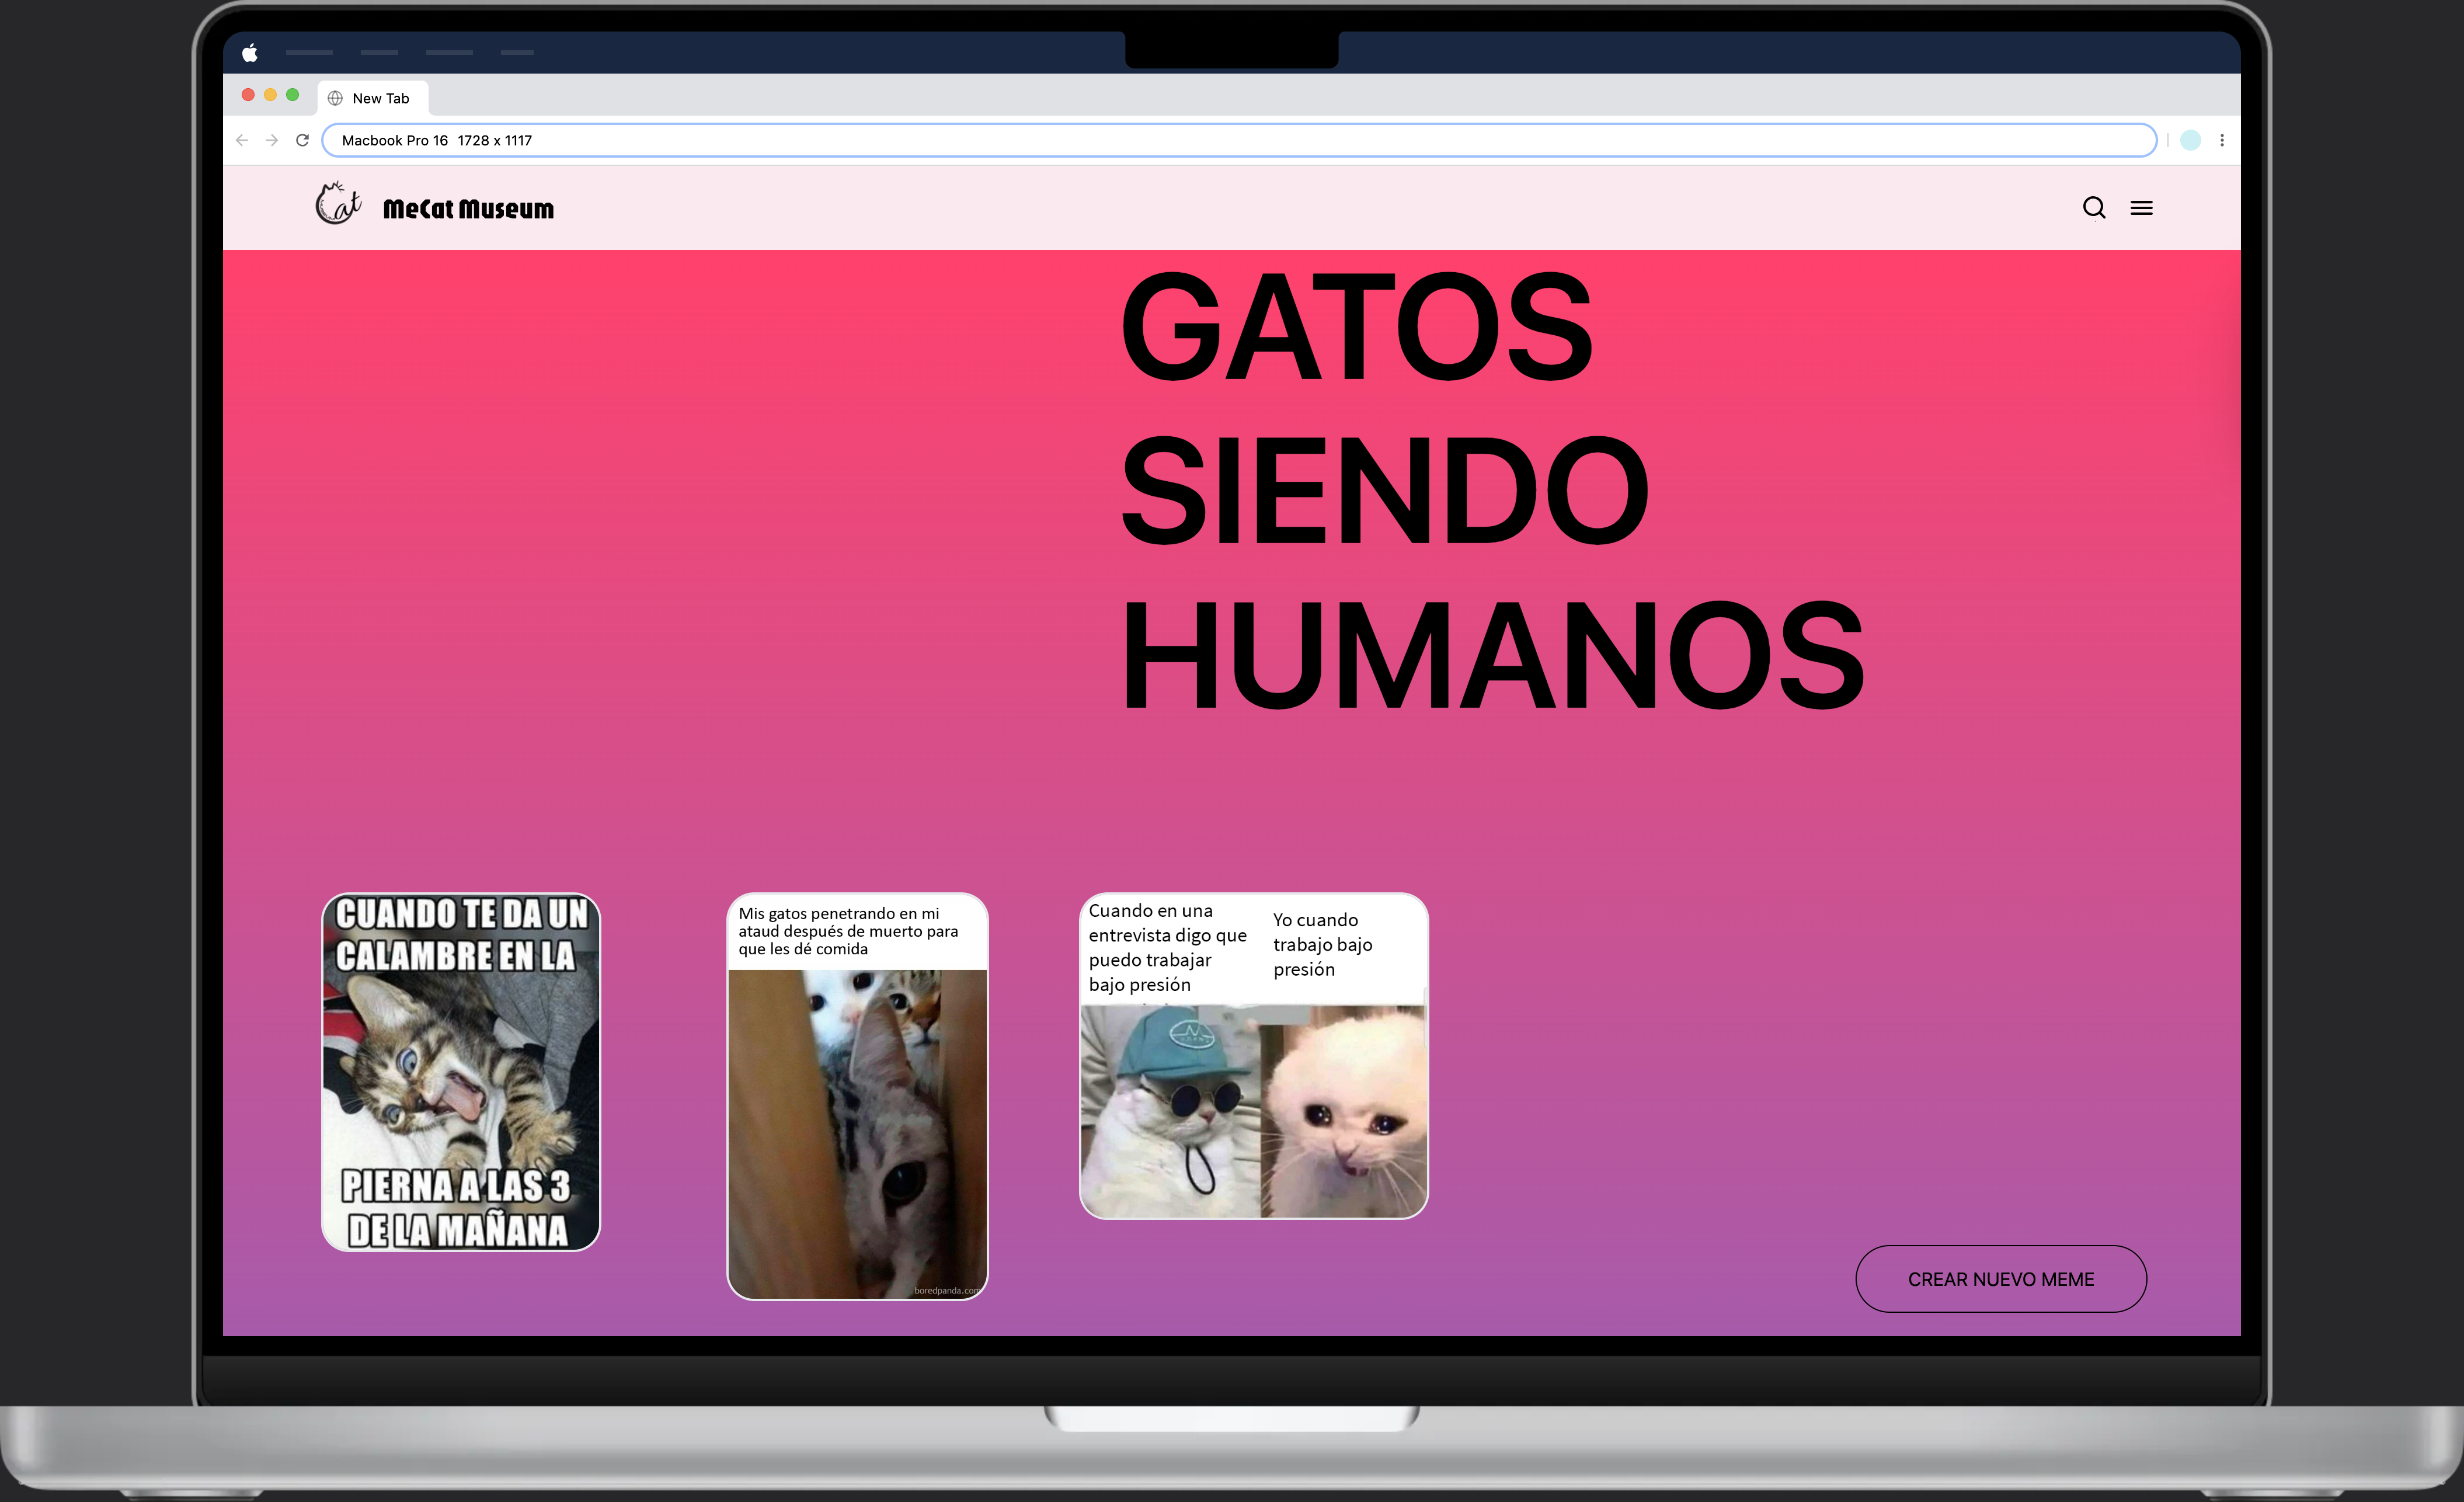 New Tab
Macbook Pro 16 1728 x 1117
Cat
MeCat Museum
GATOS
SIENDO
HUMANOS
CUANDO TE DA UN
CALAMBRE EN LA
PIERNA A LAS 3
DE LA MAÑANA
Mis gatos penetrando en mi
ataud después de muerto para
que les dé comida
boredpanda.com
Cuando en una
entrevista digo que
puedo trabajar
bajo presión
Yo cuando
trabajo bajo
presión
CREAR NUEVO MEME